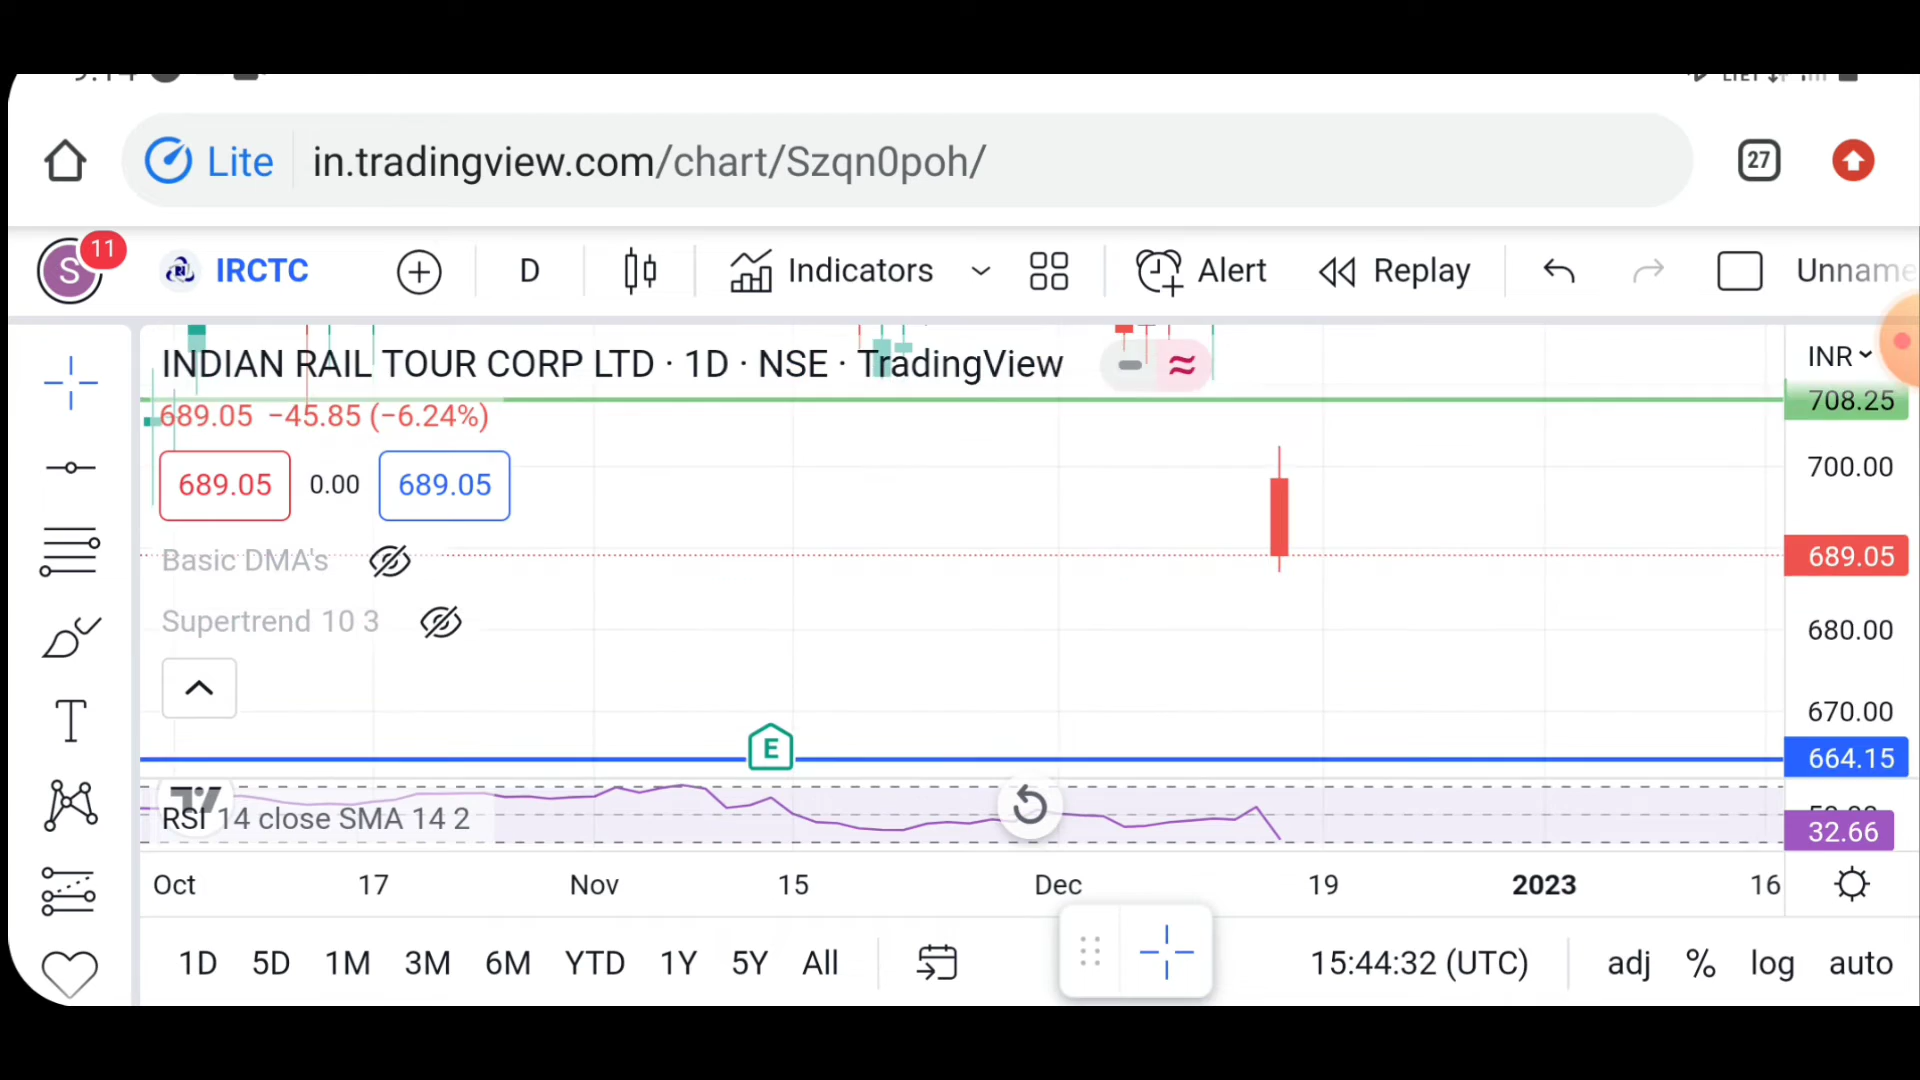 Lite in.tradingview.com/chart/Szqn0poh/ 27
S 11 IRCTC D Indicators Alert Replay Unname
INDIAN RAIL TOUR CORP LTD · 1D · NSE · TradingView
INR
708.25
689.05 −45.85 (−6.24%)
700.00
689.05 0.00 689.05
689.05
Basic DMA's
Supertrend 10 3
680.00
670.00
E
664.15
RSI 14 close SMA 14 2
32.66
Oct 17 Nov 15 Dec 19 2023 16
1D 5D 1M 3M 6M YTD 1Y 5Y All 15:44:32 (UTC) adj % log auto